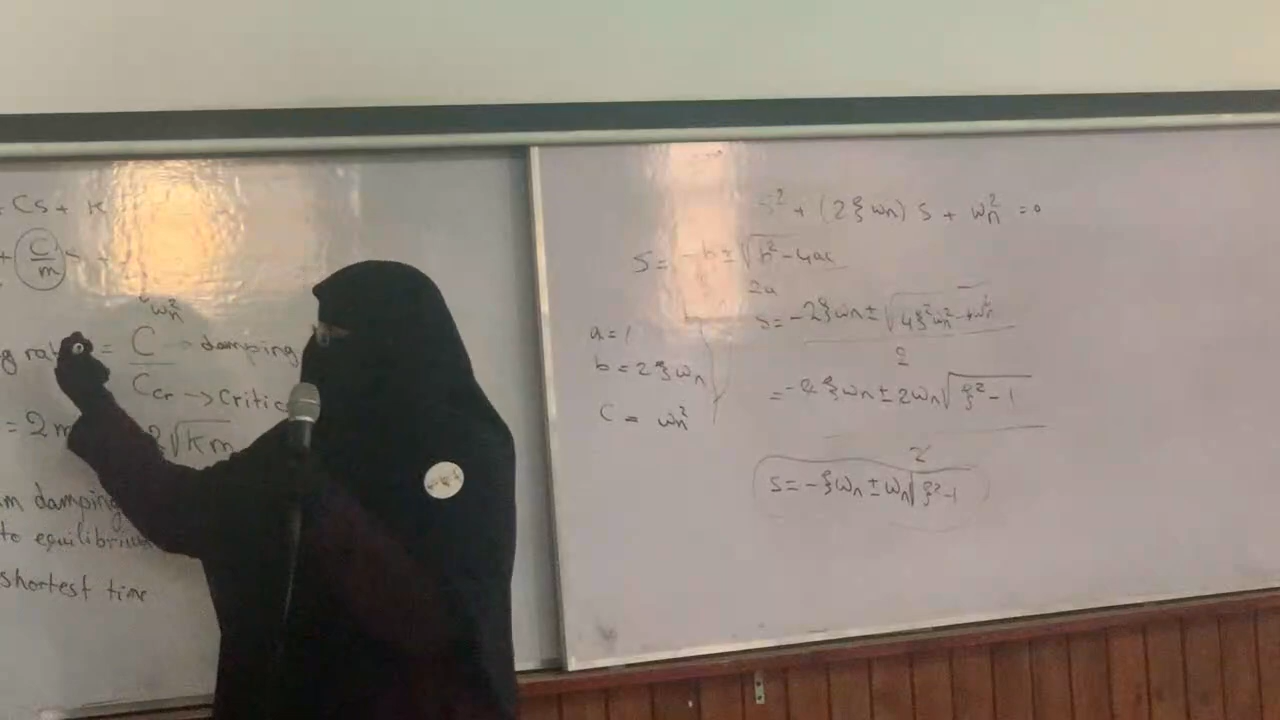 + Cs + K
+ C/m
ωn²
= C → damping
Ccr → Critic
= 2m 2√Km
m damping
to equilibrium
shortest time
S² + (2ξωn) S + ωn² = 0
S = -b ± √b² - 4ac
2a
a = 1
b = 2ξωn
C = ωn²
S = -2ξωn ± √4ξ²ωn² - 4ωn²
2
= -2ξωn ± 2ωn√ξ² - 1
2
S = -ξωn ± ωn√ξ² - 1